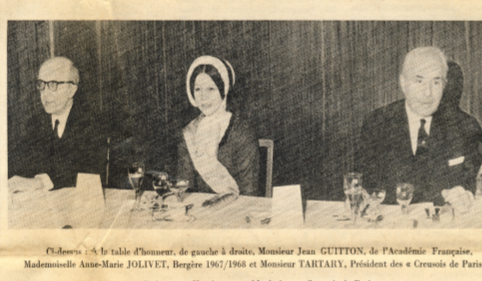 Ci-dessus : A la table d'honneur, de gauche à droite, Monsieur Jean GUITTON, de l'Académie Française,
Mademoiselle Anne-Marie JOLIVET, Bergère 1967/1968 et Monsieur TARTARY, Président des « Creusois de Paris